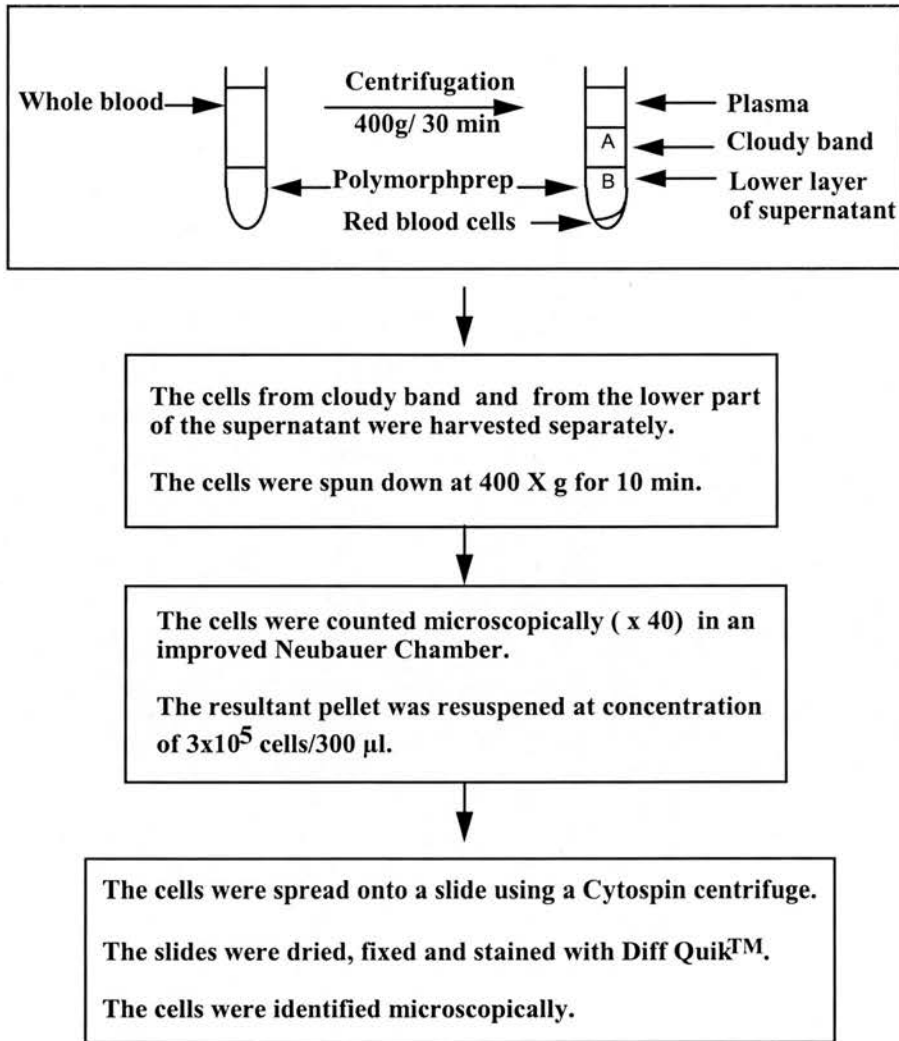 Whole blood
Centrifugation
400g/ 30 min
Polymorphprep
Red blood cells
A
B
Plasma
Cloudy band
Lower layer
of supernatant
The cells from cloudy band and from the lower part
of the supernatant were harvested separately.
The cells were spun down at 400 X g for 10 min.
The cells were counted microscopically ( x 40) in an
improved Neubauer Chamber.
The resultant pellet was resuspened at concentration
of 3x10⁵ cells/300 µl.
The cells were spread onto a slide using a Cytospin centrifuge.
The slides were dried, fixed and stained with Diff Quik™.
The cells were identified microscopically.